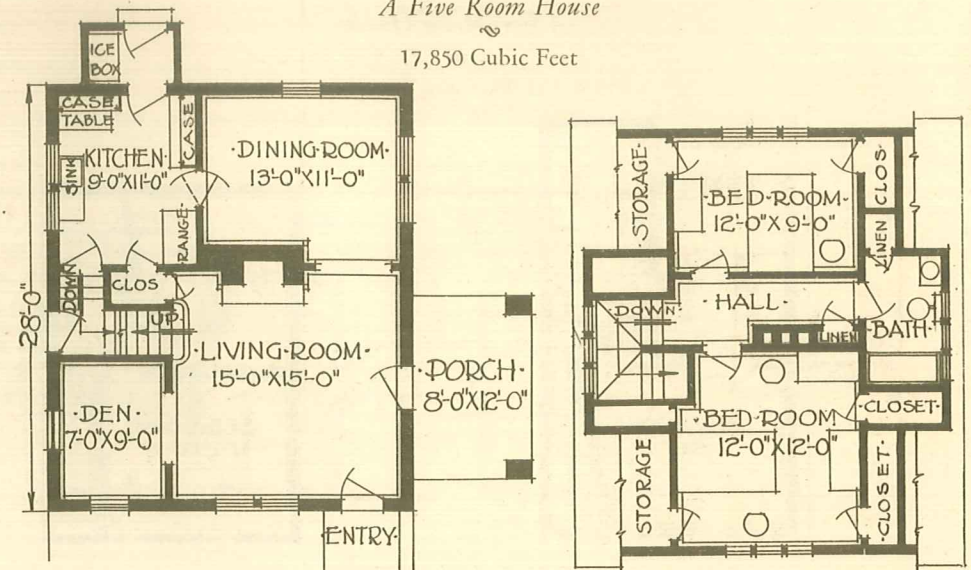 A Five Room House
17,850 Cubic Feet
ICE
BOX
CASE
TABLE
CASE
KITCHEN
9'-0"X11'-0"
SINK
RANGE
·DINING·ROOM·
13'-0"X11'-0"
DOWN
CLOS
UP
28'-0"
·LIVING·ROOM·
15'-0"X15'-0"
·DEN·
7'-0"X9'-0"
·PORCH·
8'-0"X12'-0"
·ENTRY·
STORAGE
·BED·ROOM·
12'-0"X 9'-0"
CLOS·
LINEN
DOWN
·HALL·
LINEN
·BATH·
·BED·ROOM·
12'-0"X12'-0"
·CLOSET·
STORAGE
·CLOSET·